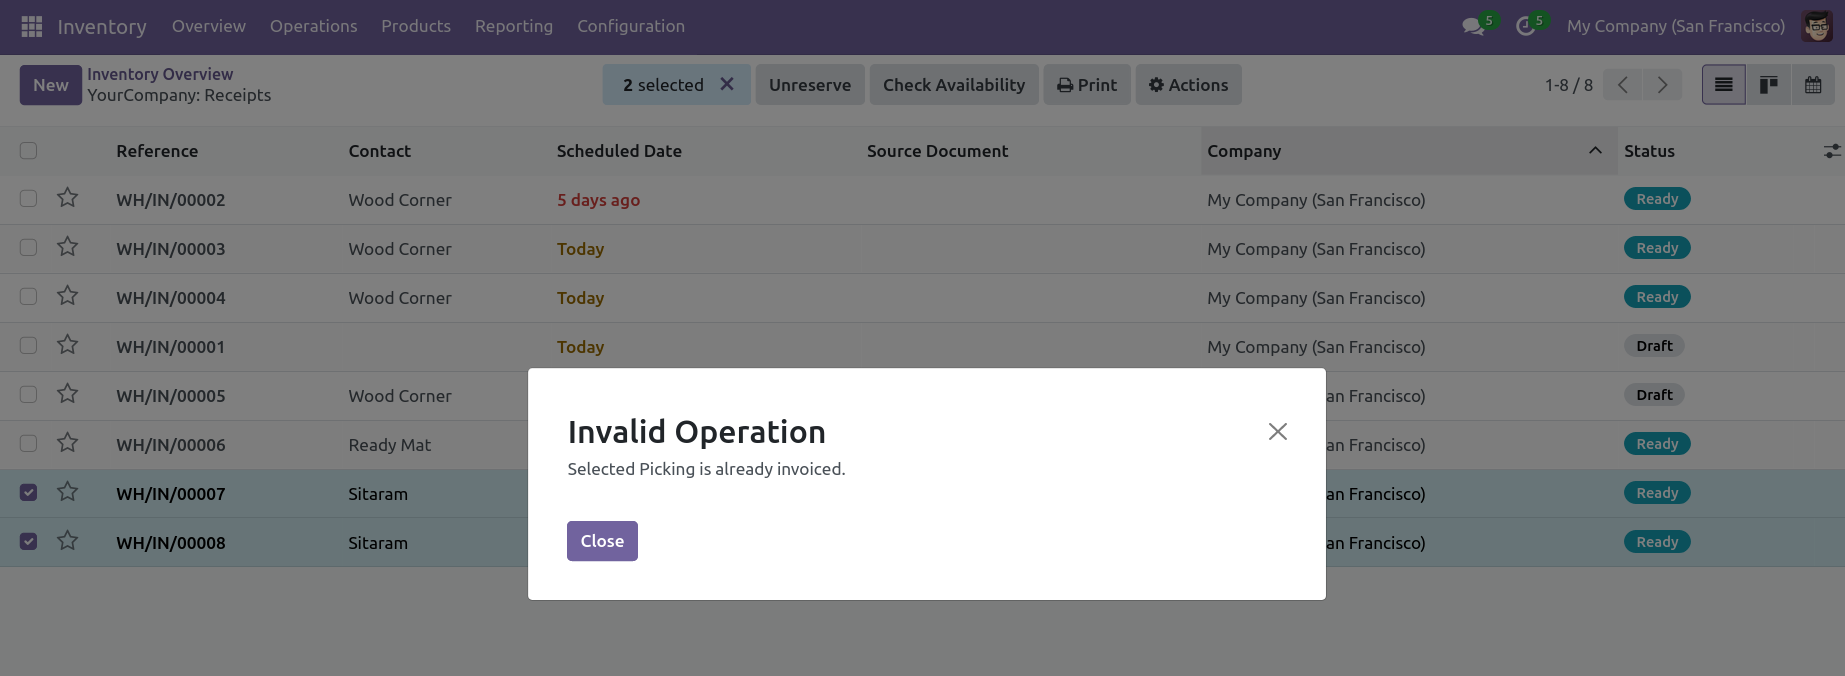 Inventory Overview Operations Products Reporting Configuration 5 5 My Company (San Francisco)
New Inventory Overview
YourCompany: Receipts
2 selected Unreserve Check Availability Print Actions 1-8 / 8
Reference Contact Scheduled Date Source Document Company Status
WH/IN/00002 Wood Corner 5 days ago My Company (San Francisco) Ready
WH/IN/00003 Wood Corner Today My Company (San Francisco) Ready
WH/IN/00004 Wood Corner Today My Company (San Francisco) Ready
WH/IN/00001 Today My Company (San Francisco) Draft
WH/IN/00005 Wood Corner an Francisco) Draft
WH/IN/00006 Ready Mat an Francisco) Ready
WH/IN/00007 Sitaram an Francisco) Ready
WH/IN/00008 Sitaram an Francisco) Ready
Invalid Operation
Selected Picking is already invoiced.
Close